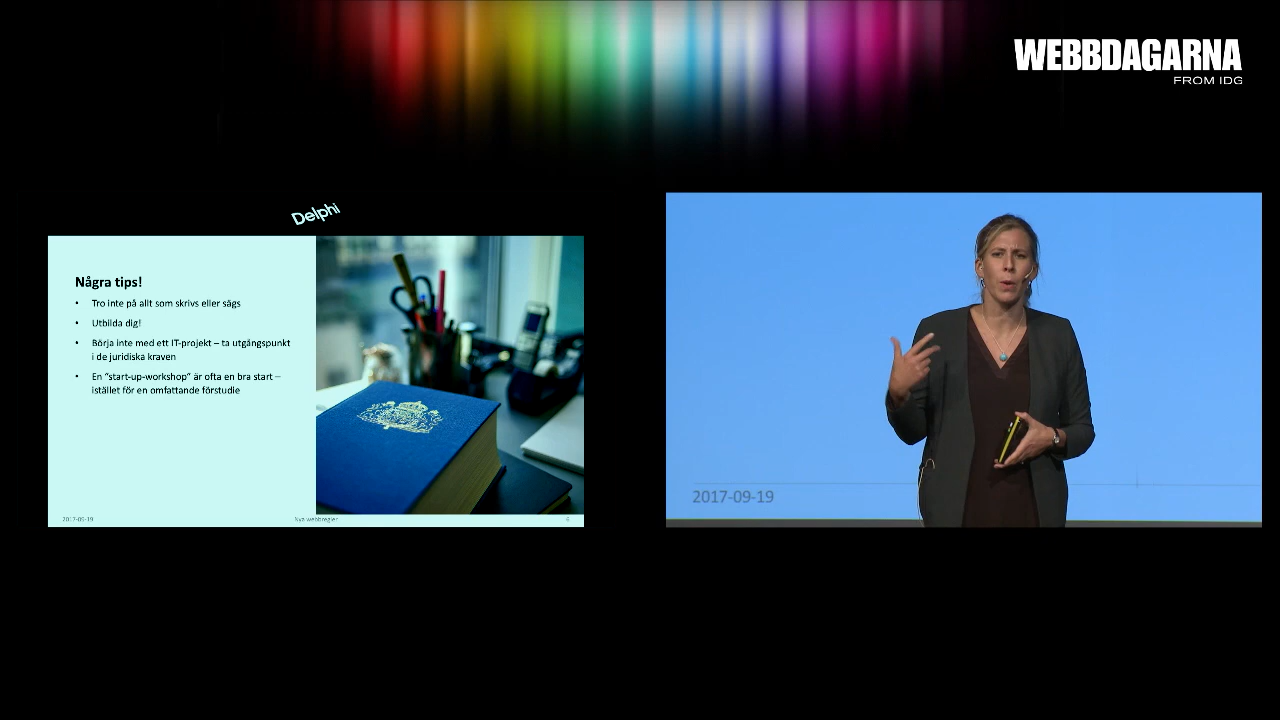 WEBBDAGARNA
FROM IDG
Delphi
Några tips!
• Tro inte på allt som skrivs eller sägs
• Utbilda dig!
• Börja inte med ett IT-projekt – ta utgångspunkt
i de juridiska kraven
• En "start-up-workshop" är ofta en bra start –
istället för en omfattande förstudie
2017-09-19
Nya webbregler
6
2017-09-19